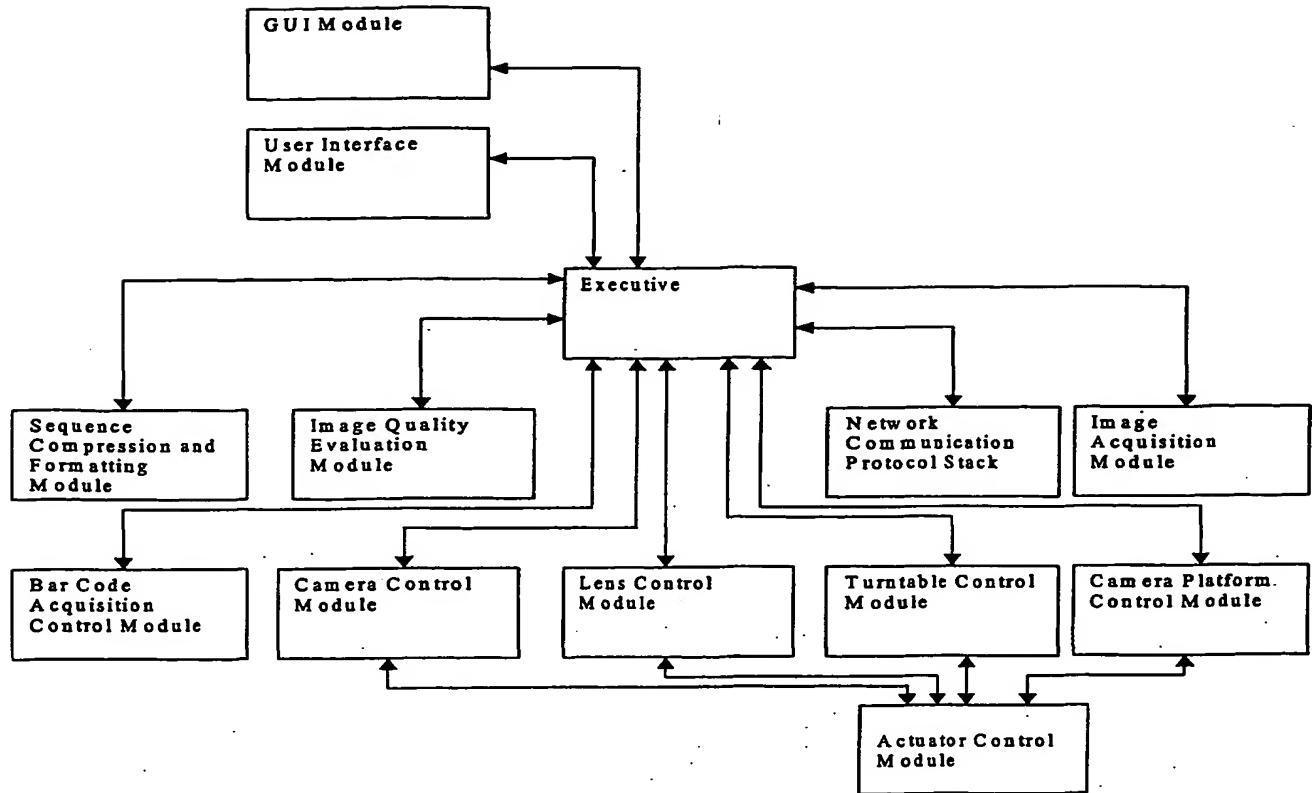 GUI Module
User Interface
Module
Executive
Sequence
Compression and
Formatting
Module
Image Quality
Evaluation
Module
Network
Communication
Protocol Stack
Image
Acquisition
Module
Bar Code
Acquisition
Control Module
Camera Control
Module
Lens Control
Module
Turntable Control
Module
Camera Platform.
Control Module
Actuator Control
Module